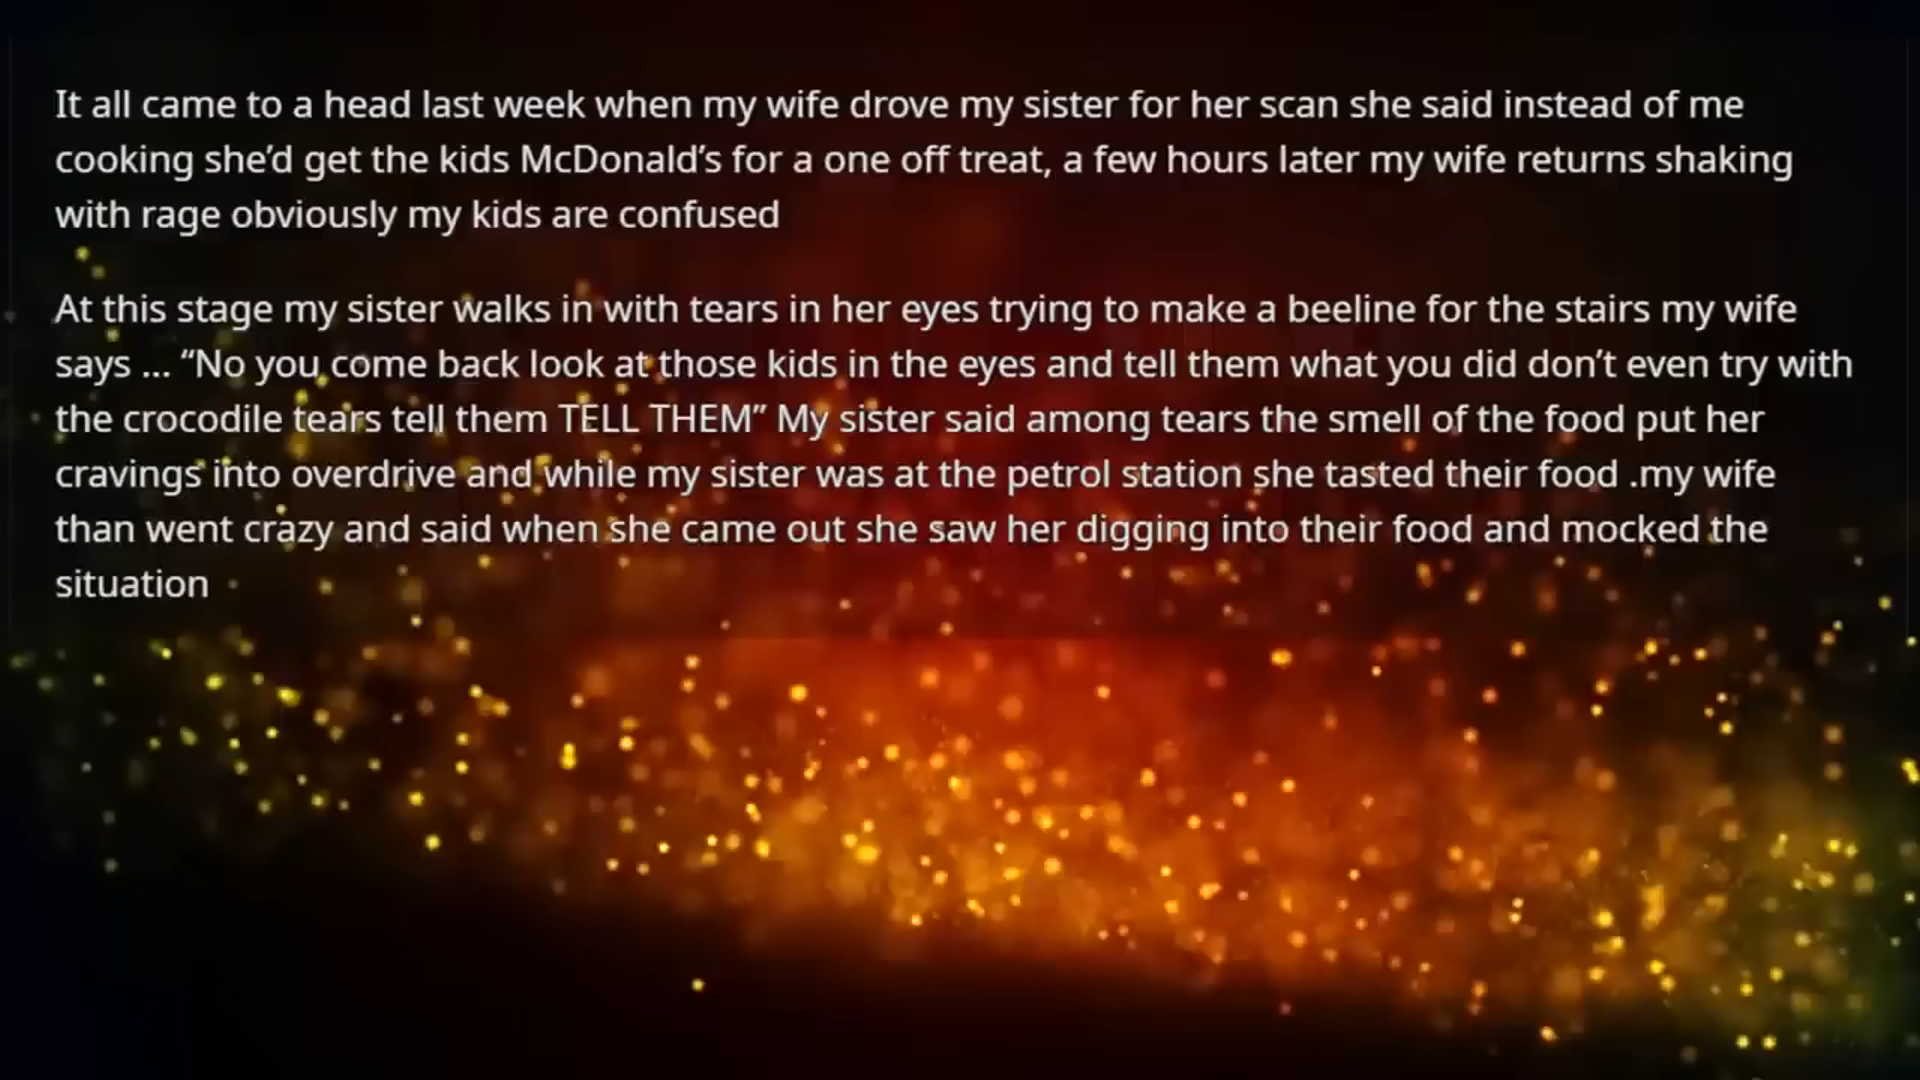 It all came to a head last week when my wife drove my sister for her scan she said instead of me
cooking she’d get the kids McDonald’s for a one off treat, a few hours later my wife returns shaking
with rage obviously my kids are confused
At this stage my sister walks in with tears in her eyes trying to make a beeline for the stairs my wife
says ... “No you come back look at those kids in the eyes and tell them what you did don’t even try with
the crocodile tears tell them TELL THEM” My sister said among tears the smell of the food put her
cravings into overdrive and while my sister was at the petrol station she tasted their food .my wife
than went crazy and said when she came out she saw her digging into their food and mocked the
situation